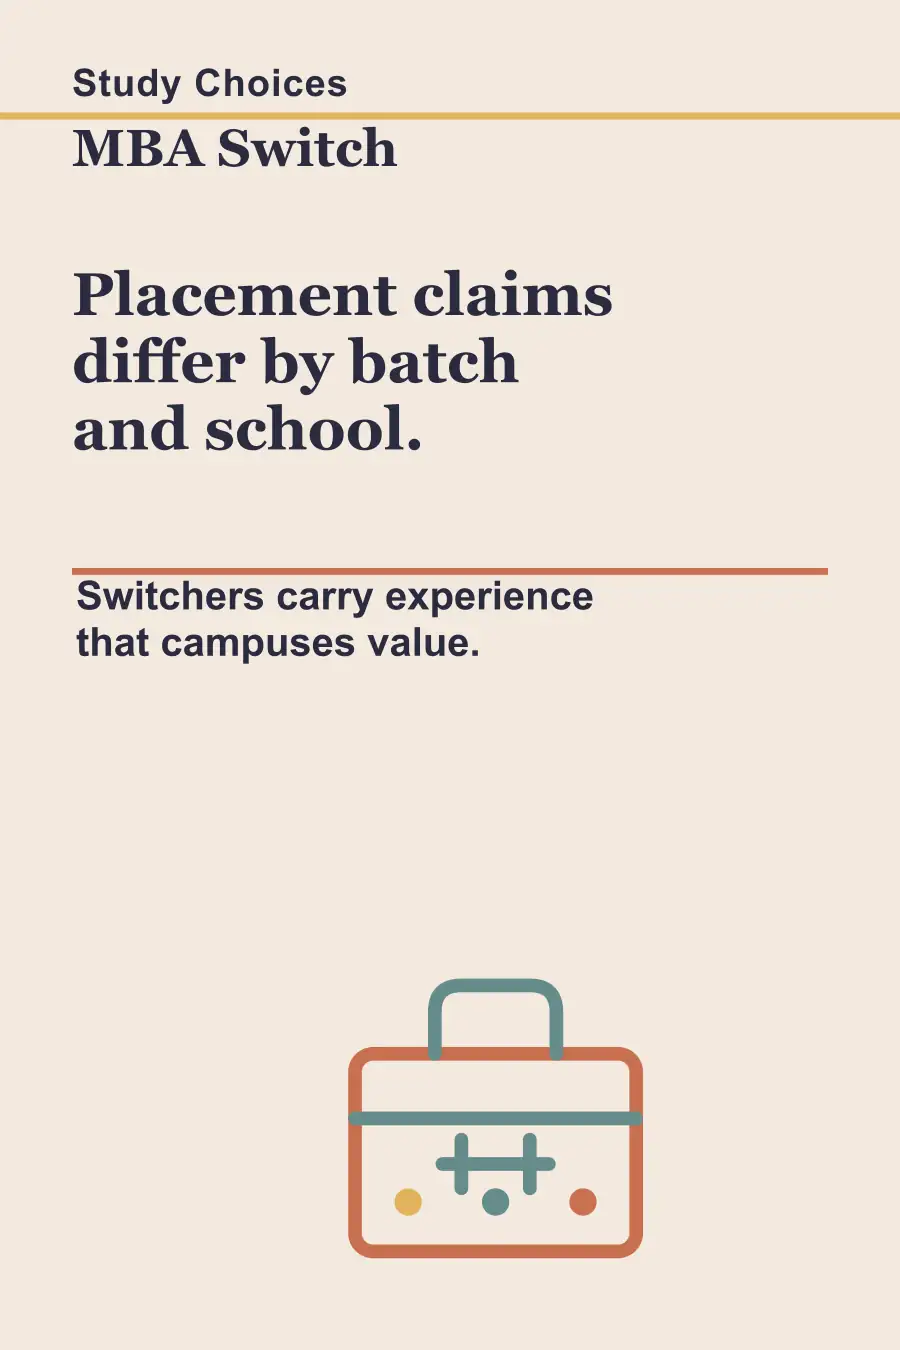 Study Choices
MBA Switch
Placement claims
differ by batch
and school.
Switchers carry experience
that campuses value.